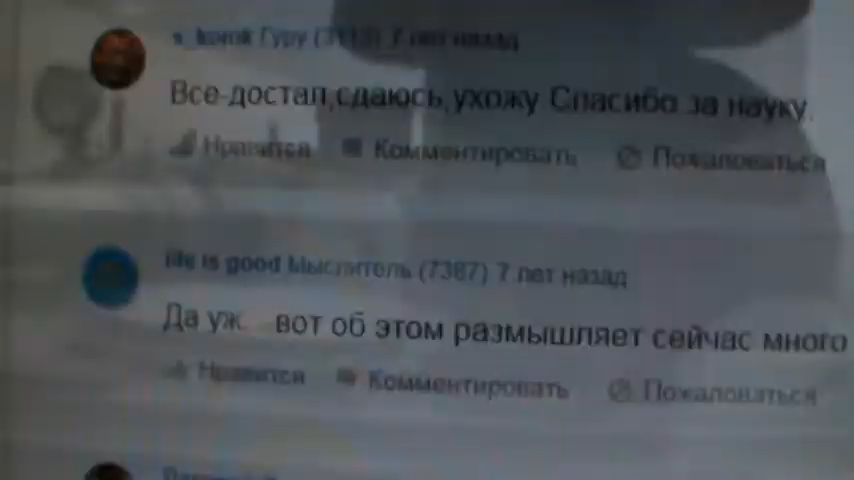 Гуру 7 лет назад
Все-достал,сдаюсь,ухожу Спасибо за науку.
Нравится Комментировать Пожаловаться
life is good Мыслитель (7387) 7 лет назад
Да уж.. вот об этом размышляет сейчас много
Нравится Комментировать Пожаловаться